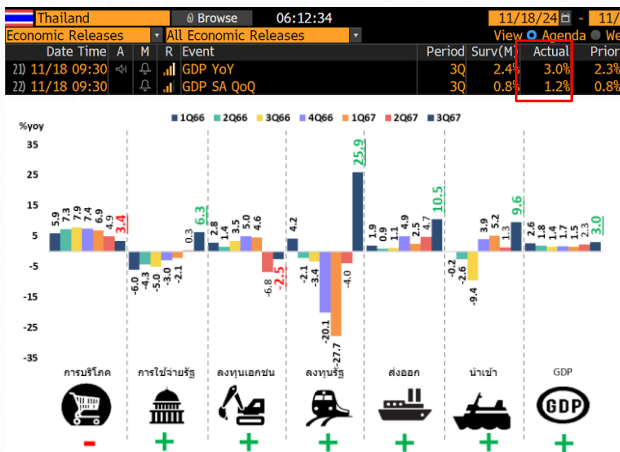 Thailand Browse 06:12:34 11/18/24 - 11/
Economic Releases All Economic Releases View Agenda We
Date Time A M R Event Period Surv(M) Actual Prior
21) 11/18 09:30 GDP YoY 3Q 2.4% 3.0% 2.3%
22) 11/18 09:30 GDP SA QoQ 3Q 0.8% 1.2% 0.8%
%yoy
1Q66 2Q66 3Q66 4Q66 1Q67 2Q67 3Q67
35
25
15
5
-5
-15
-25
-35
5.9 7.3 7.9 7.4 6.9 4.9 3.4
-6.0 -4.3 -5.0 -3.0 -2.1 0.3 6.3
2.8 1.4 3.5 5.0 4.6 -6.8 -2.5
4.2 -2.1 -3.4 -20.1 -27.7 -4.0 25.9
1.9 0.9 1.1 4.9 2.5 4.7 10.5
-0.2 -2.6 -9.4 3.9 5.2 1.3 9.6
2.6 1.8 1.4 1.7 1.5 2.3 3.0
การบริโภค การใช้จ่ายรัฐ ลงทุนเอกชน ลงทุนรัฐ ส่งออก นำเข้า GDP
GDP
- + + + + + +